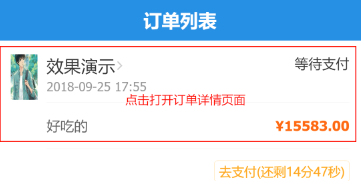 订单列表
效果演示 等待支付
2018-09-25 17:55
点击打开订单详情页面
好吃的 ¥15583.00
去支付(还剩14分47秒)